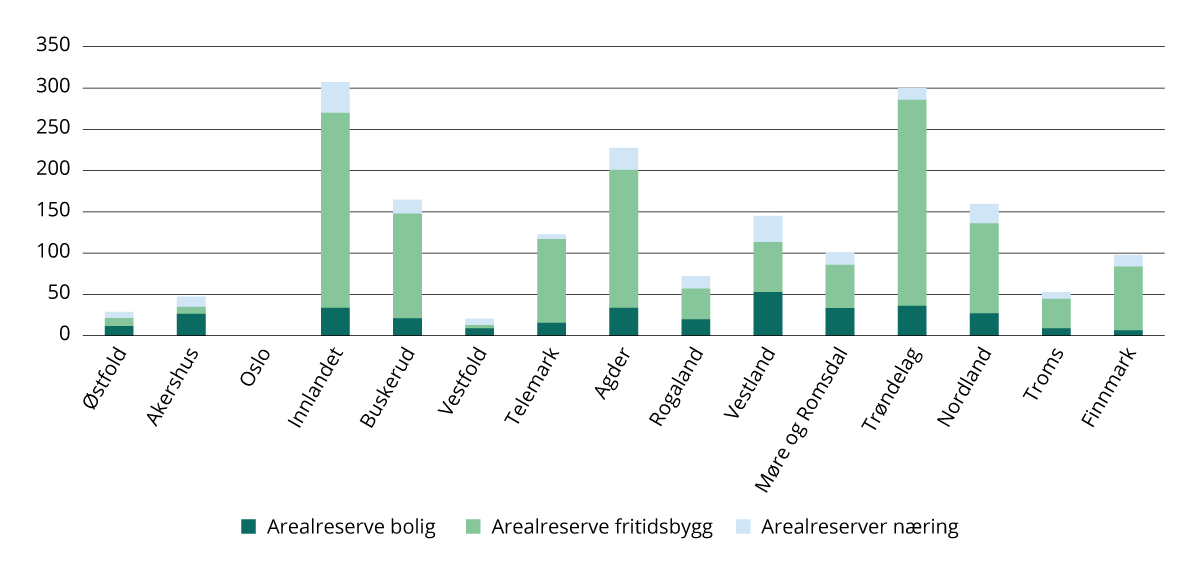 350
300
250
200
150
100
50
0
Østfold
Akershus
Oslo
Innlandet
Buskerud
Vestfold
Telemark
Agder
Rogaland
Vestland
Møre og Romsdal
Trøndelag
Nordland
Troms
Finnmark
Arealreserve bolig
Arealreserve fritidsbygg
Arealreserver næring